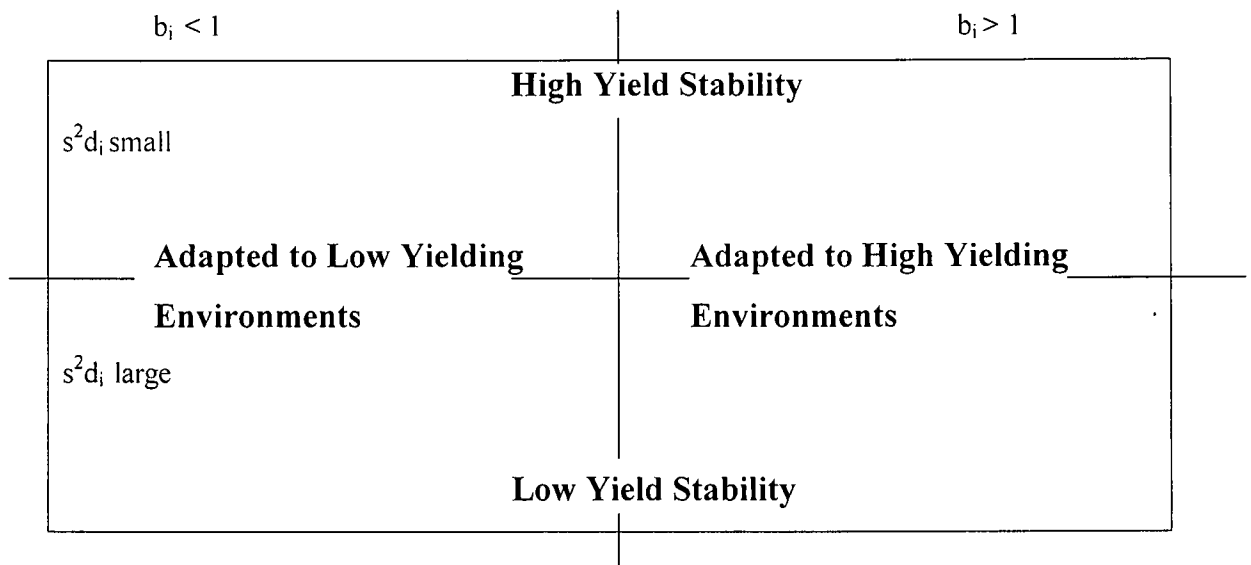 bᵢ < 1
bᵢ > 1
High Yield Stability
s²dᵢ small
Adapted to Low Yielding
Environments
Adapted to High Yielding
Environments
s²dᵢ large
Low Yield Stability